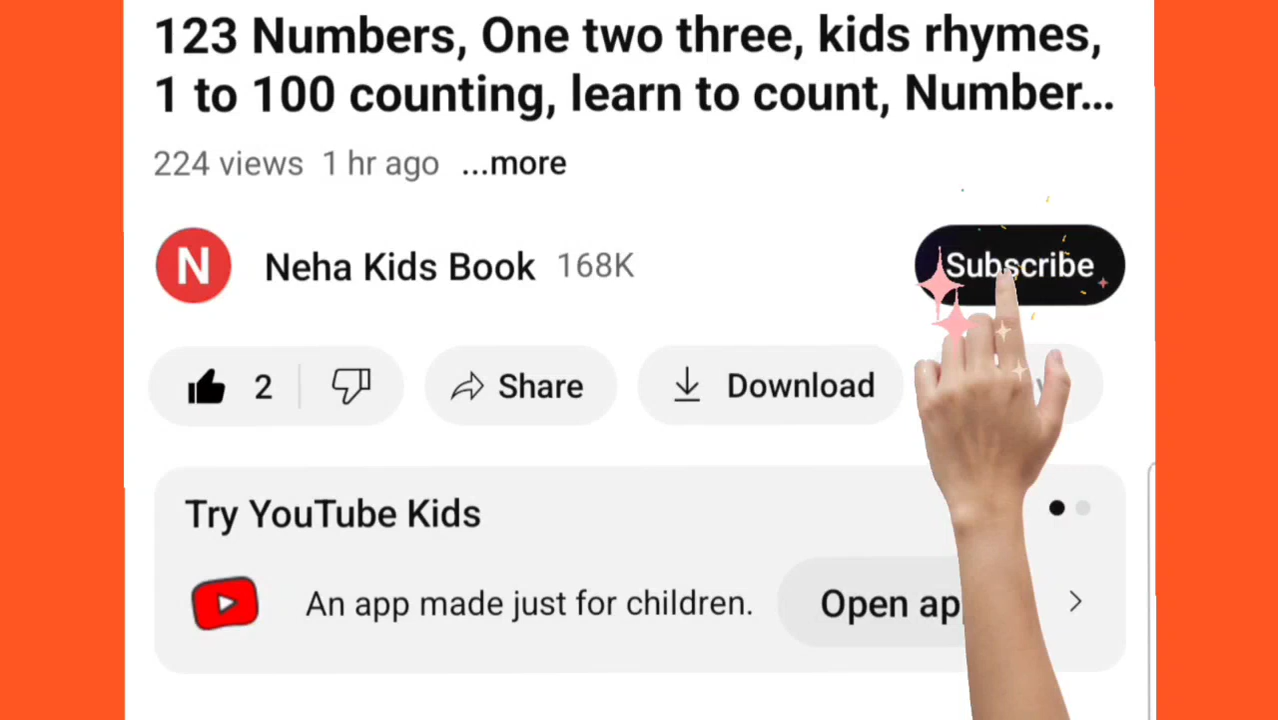 123 Numbers, One two three, kids rhymes,
1 to 100 counting, learn to count, Number...
224 views 1 hr ago ...more
N Neha Kids Book 168K Subscribe
2 Share Download
Try YouTube Kids
An app made just for children. Open ap